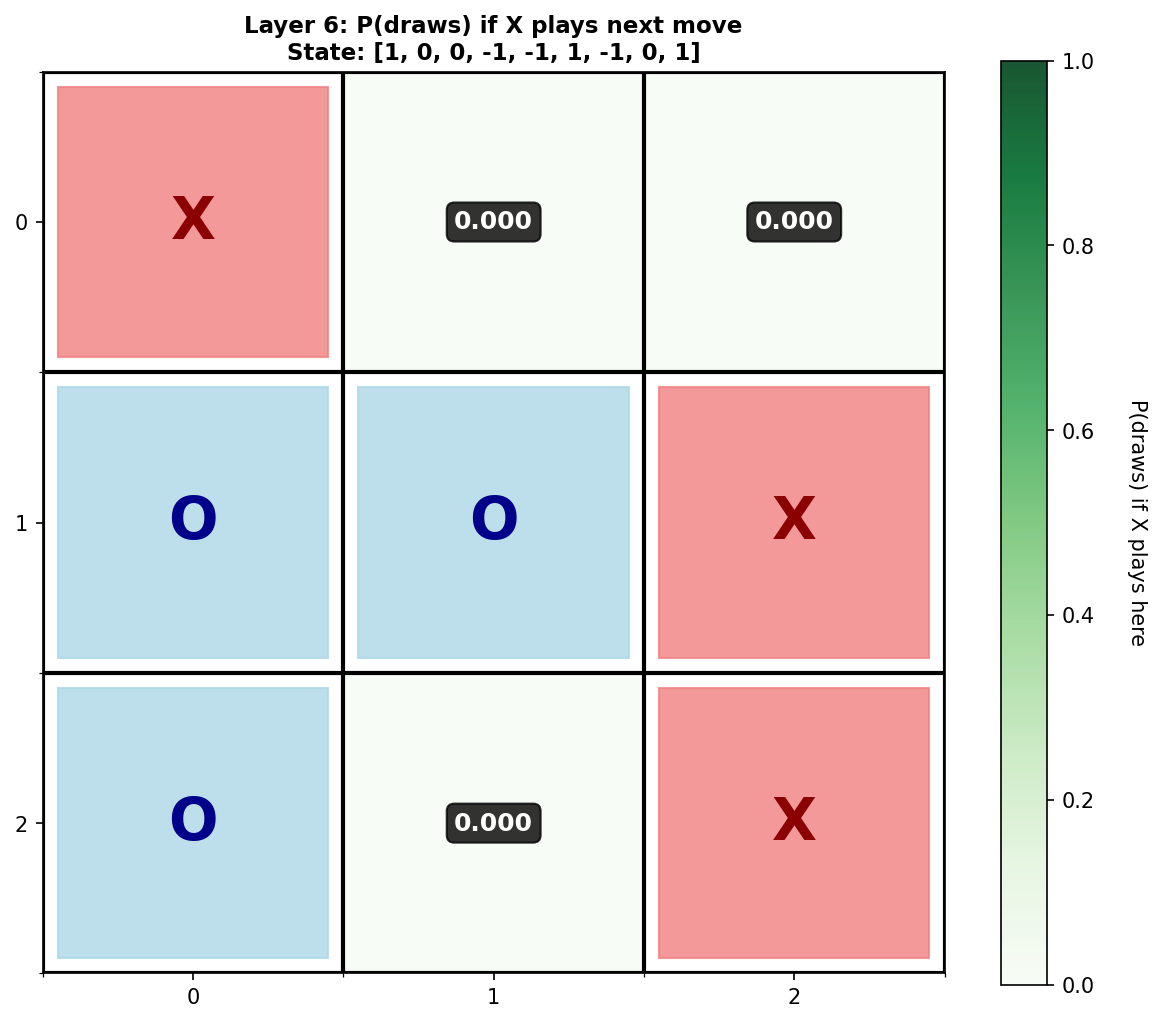 Layer 6: P(draws) if X plays next move
State: [1, 0, 0, -1, -1, 1, -1, 0, 1]
1.0
0.8
0.6
0.4
0.2
0.0
P(draws) if X plays here
0
X
0.000
0.000
1
O
O
X
2
O
0.000
X
0
1
2